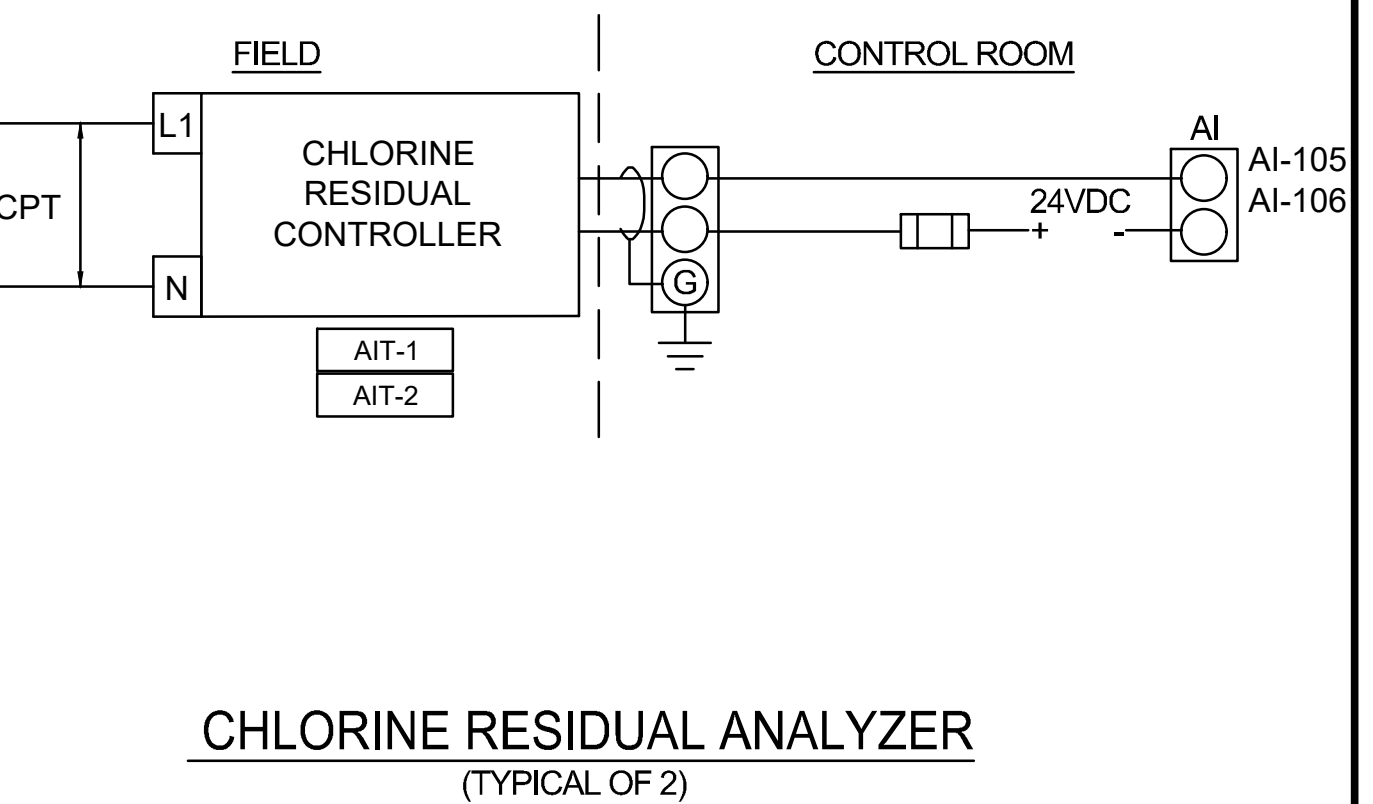 FIELD
CONTROL ROOM
L1
CPT
N
CHLORINE
RESIDUAL
CONTROLLER
AIT-1
AIT-2
G
24VDC
+ -
AI
AI-105
AI-106
CHLORINE RESIDUAL ANALYZER
(TYPICAL OF 2)